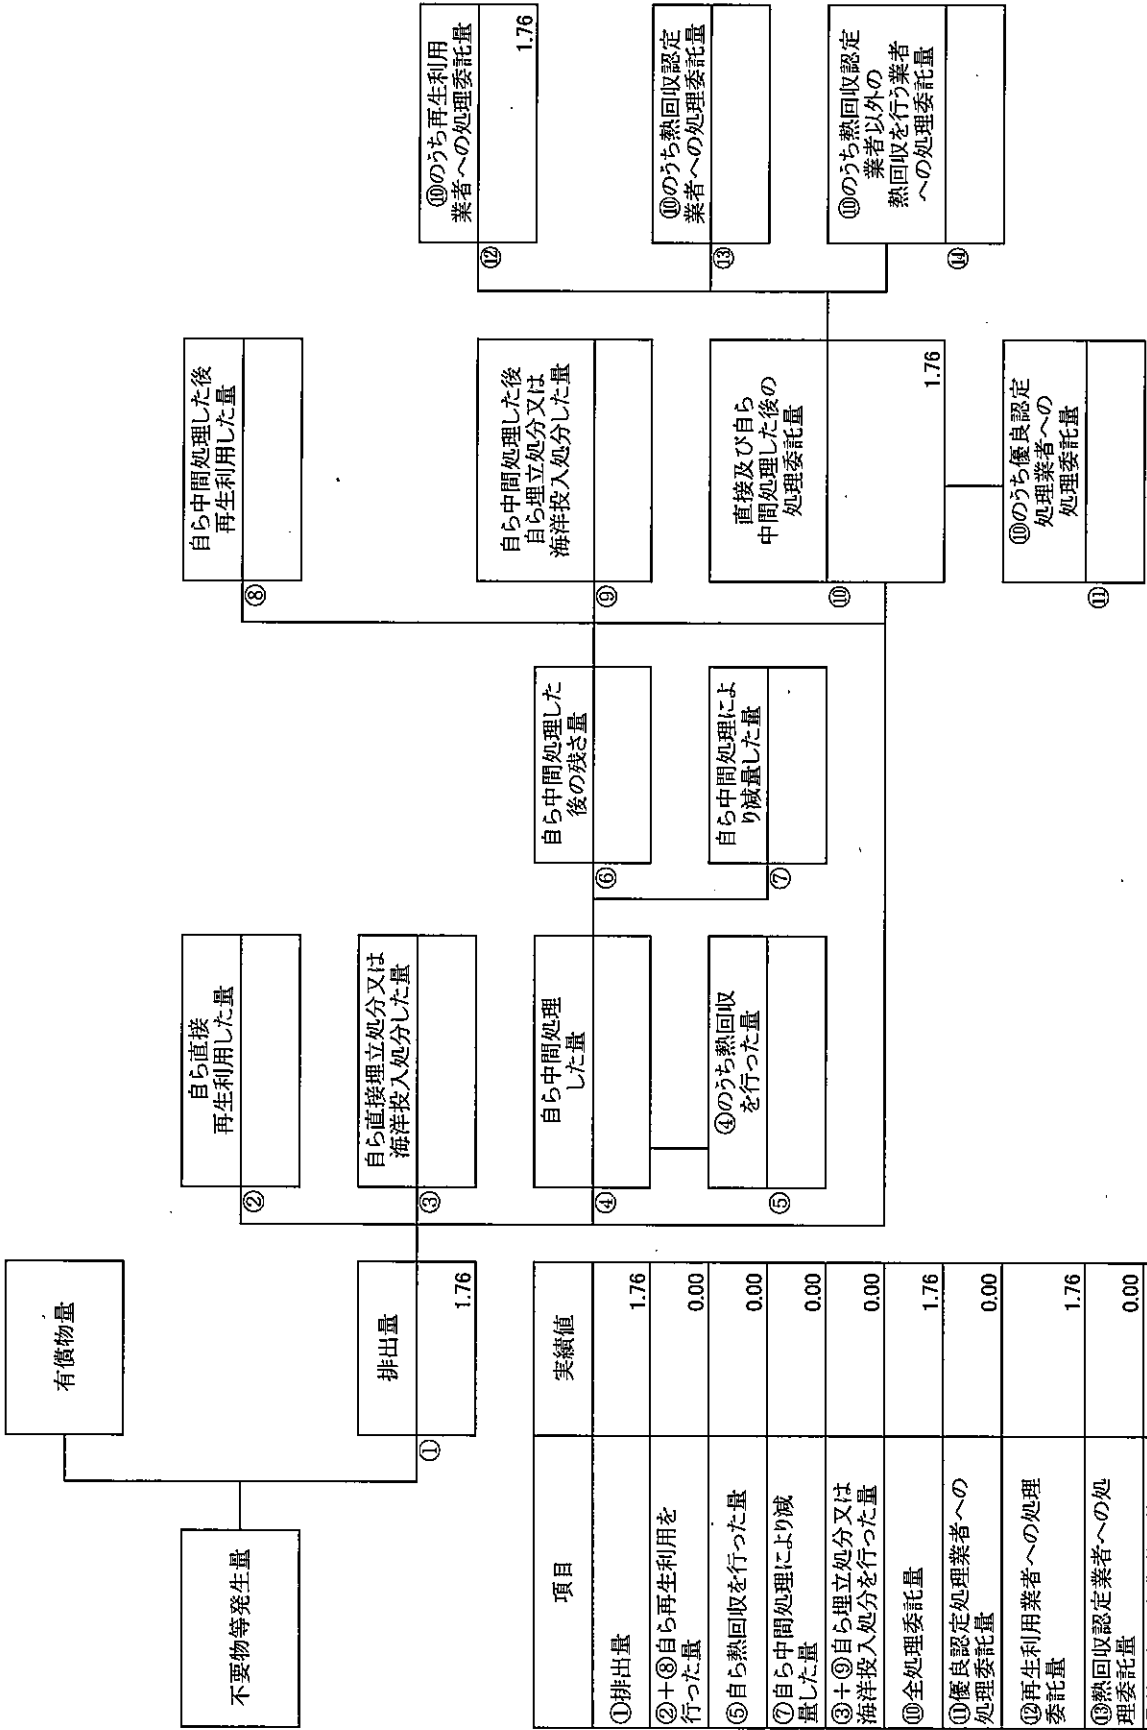 不要物等発生量
有償物量
①
排出量
1.76
②
自ら直接
再生利用した量
③
自ら直接埋立処分又は
海洋投入処分した量
④
自ら中間処理
した量
⑤
④のうち熱回収
を行った量
⑥
自ら中間処理した
後の残さ量
⑦
自ら中間処理によ
り減量した量
⑧
自ら中間処理した後
再生利用した量
⑨
自ら中間処理した後
自ら埋立処分又は
海洋投入処分した量
⑩
直接及び自ら
中間処理した後の
処理委託量
1.76
⑪
⑩のうち優良認定
処理業者への
処理委託量
⑫
⑩のうち再生利用
業者への処理委託量
1.76
⑬
⑩のうち熱回収認定
業者への処理委託量
⑭
⑩のうち熱回収認定
業者以外の
熱回収を行う業者
への処理委託量
項目 実績値
①排出量 1.76
②+⑧自ら再生利用を
行った量 0.00
⑤自ら熱回収を行った量 0.00
⑦自ら中間処理により減
量した量 0.00
③+⑨自ら埋立処分又は
海洋投入処分を行った量 0.00
⑩全処理委託量 1.76
⑪優良認定処理業者への
処理委託量 0.00
⑫再生利用業者への処理
委託量 1.76
⑬熱回収認定業者への処
理委託量 0.00